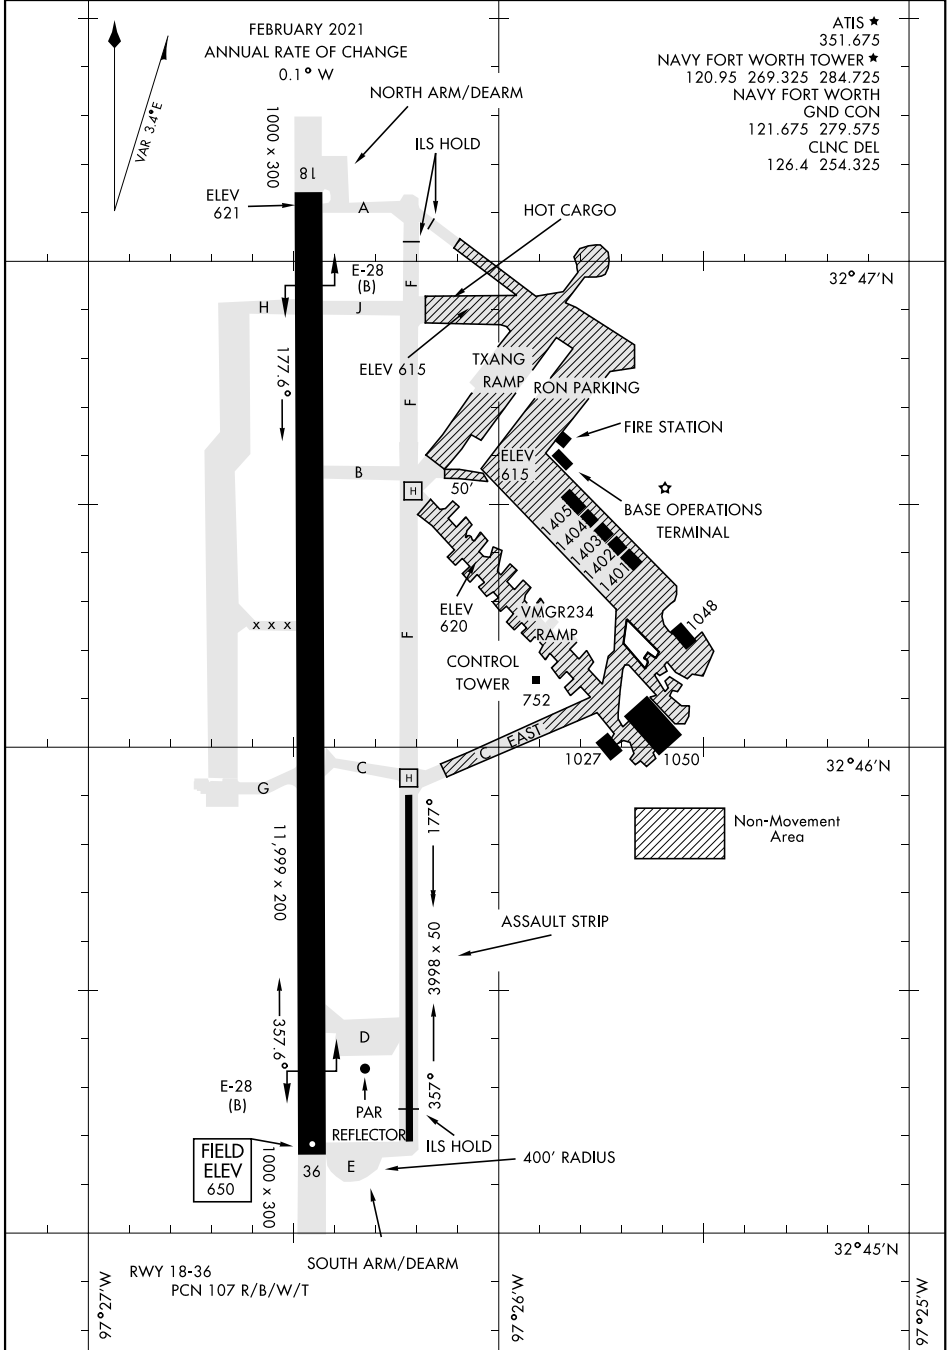 FEBRUARY 2021
ANNUAL RATE OF CHANGE
0.1° W
VAR 3.4°E
ATIS ★
351.675
NAVY FORT WORTH TOWER ★
120.95 269.325 284.725
NAVY FORT WORTH
GND CON
121.675 279.575
CLNC DEL
126.4 254.325
NORTH ARM/DEARM
1000 x 300
ILS HOLD
18
ELEV
621
A
HOT CARGO
E-28
(B)
32°47'N
F
H
J
177.6°
ELEV 615
TXANG
RAMP
RON PARKING
F
FIRE STATION
B
ELEV
615
50'
H
BASE OPERATIONS
TERMINAL
1405
1404
1403
1402
1401
ELEV
620
VMGR234
RAMP
1048
F
x x x
CONTROL
TOWER
752
C EAST
1027
1050
32°46'N
C
G
H
177°
Non-Movement
Area
11,999 x 200
ASSAULT STRIP
3998 x 50
357.6°
D
357°
E-28
(B)
PAR
REFLECTOR
ILS HOLD
FIELD
ELEV
650
1000 x 300
36
E
400' RADIUS
32°45'N
SOUTH ARM/DEARM
RWY 18-36
PCN 107 R/B/W/T
97°27'W
97°26'W
97°25'W